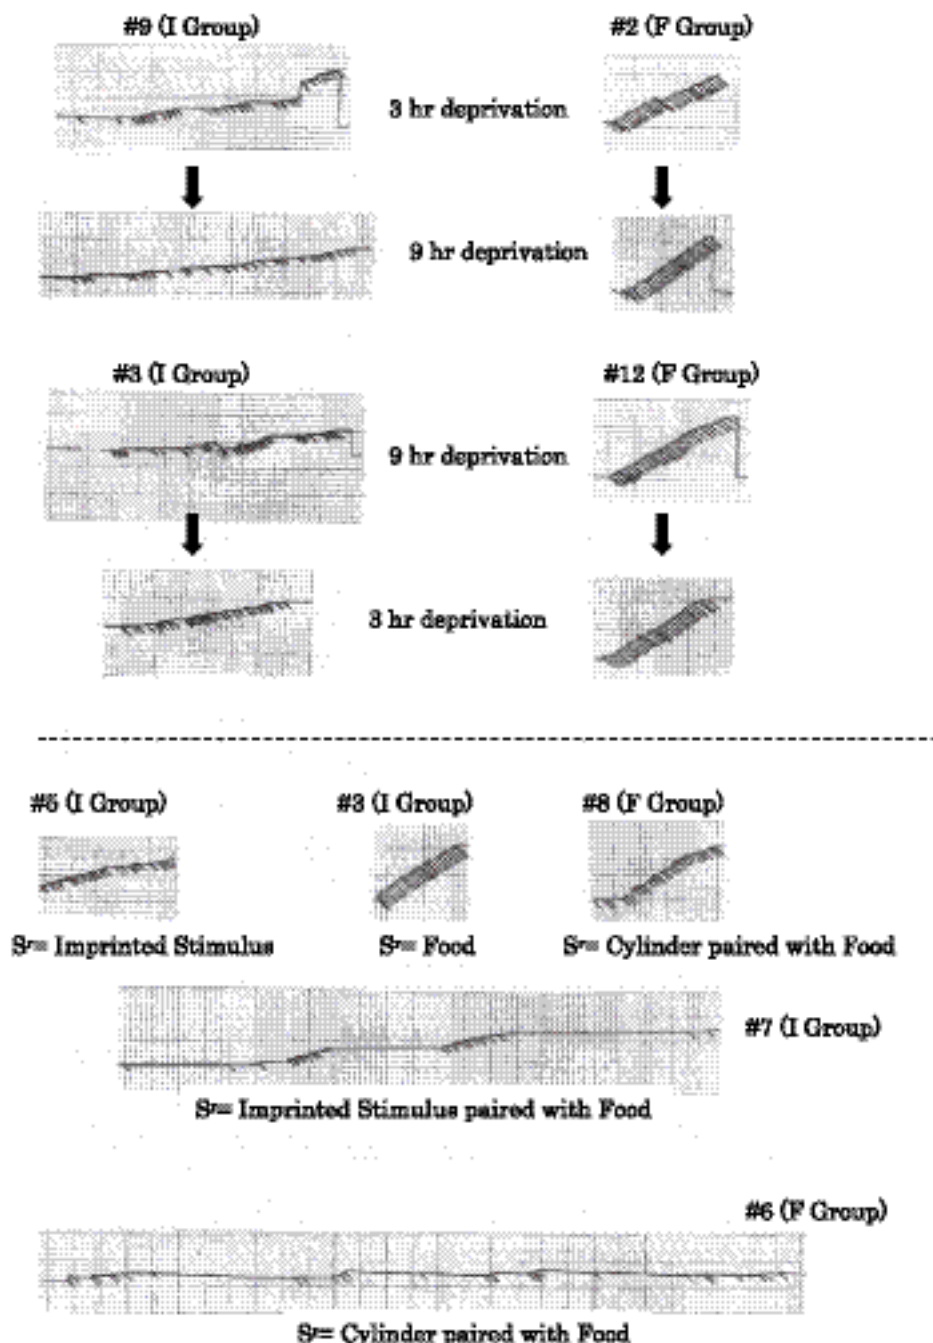 #9 (I Group)
#2 (F Group)
3 hr deprivation
9 hr deprivation
#3 (I Group)
#12 (F Group)
9 hr deprivation
3 hr deprivation
#5 (I Group)
#3 (I Group)
#8 (F Group)
Sʳ= Imprinted Stimulus
Sʳ= Food
Sʳ= Cylinder paired with Food
#7 (I Group)
Sʳ= Imprinted Stimulus paired with Food
#6 (F Group)
Sʳ= Cylinder paired with Food